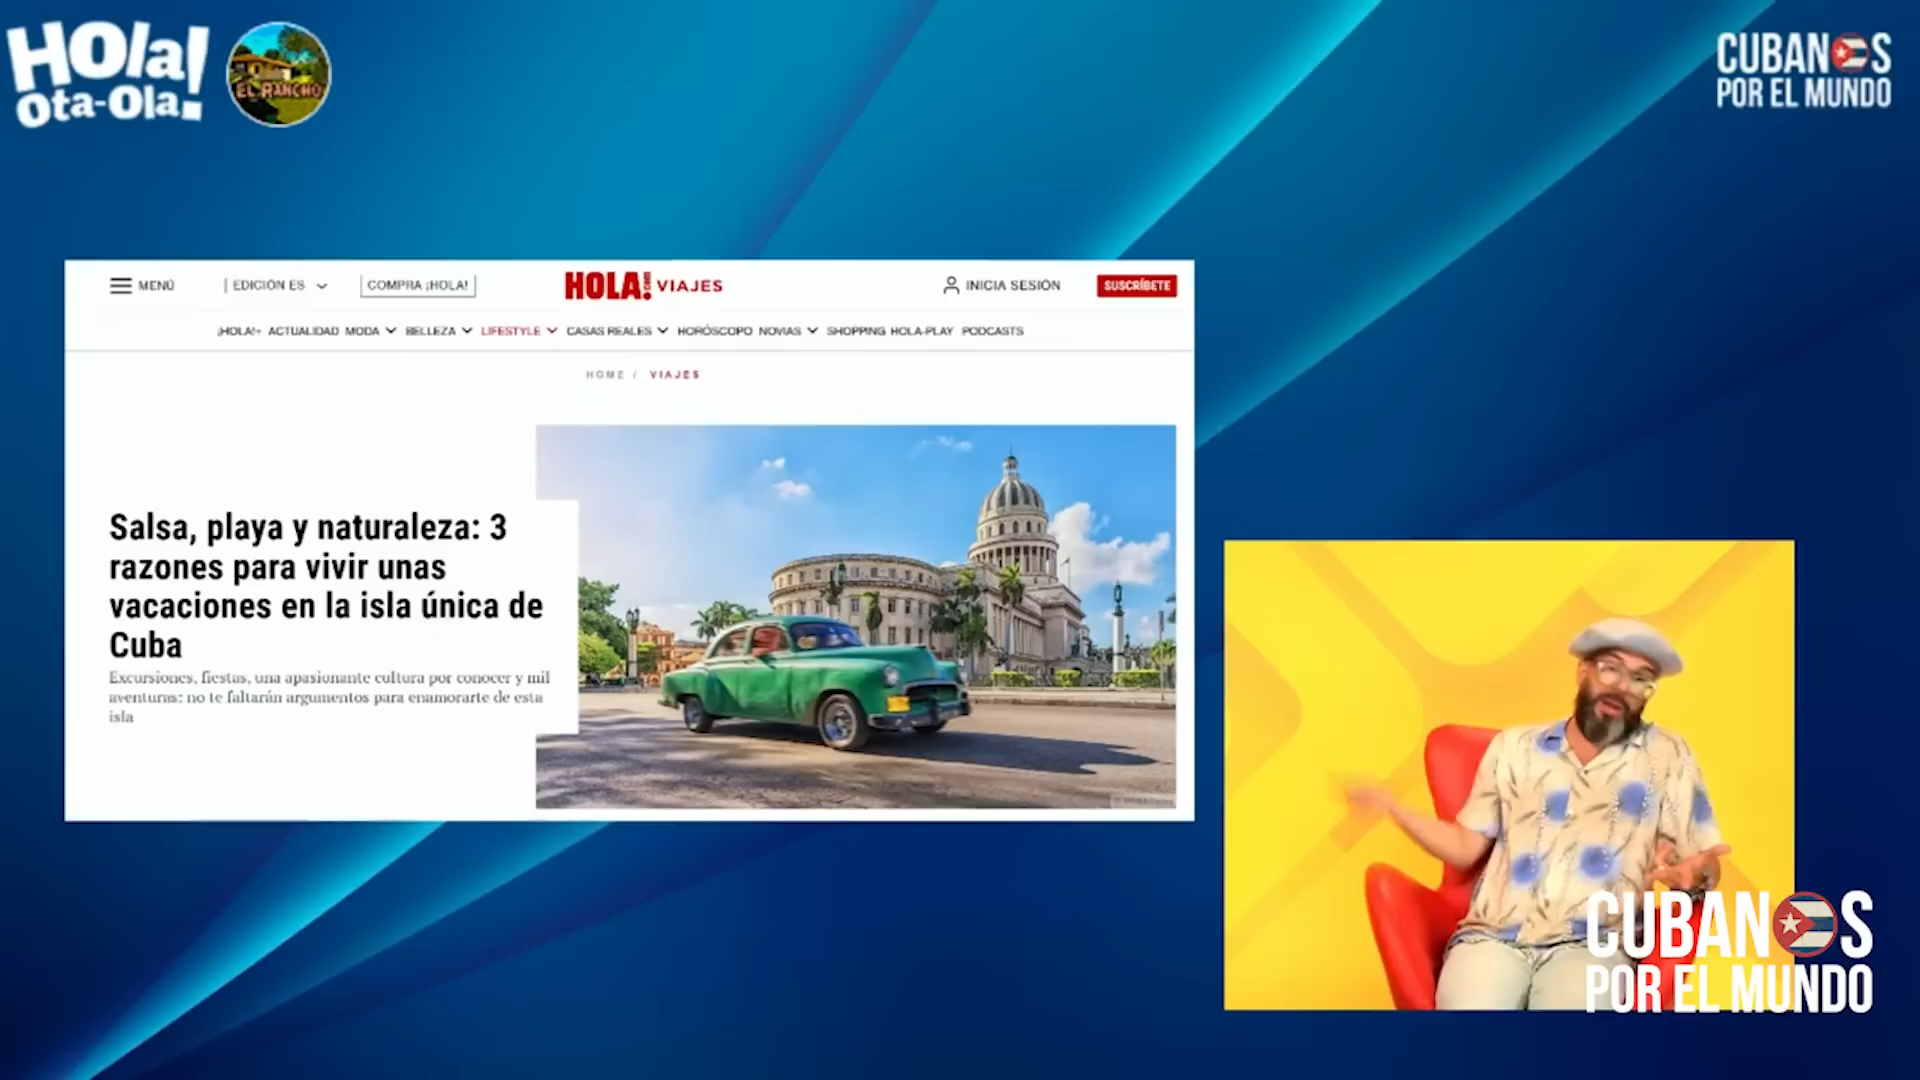 HOla!
Ota-Ola!
EL RANCHO
CUBANOS
POR EL MUNDO
MENÚ
EDICIÓN ES
COMPRA ¡HOLA!
HOLA!.com VIAJES
INICIA SESIÓN
SUSCRÍBETE
¡HOLA!+ ACTUALIDAD MODA BELLEZA LIFESTYLE CASAS REALES HORÓSCOPO NOVIAS SHOPPING HOLA-PLAY PODCASTS
HOME / VIAJES
Salsa, playa y naturaleza: 3
razones para vivir unas
vacaciones en la isla única de
Cuba
Excursiones, fiestas, una apasionante cultura por conocer y mil
aventuras: no te faltarán argumentos para enamorarte de esta
isla
CUBANOS
POR EL MUNDO